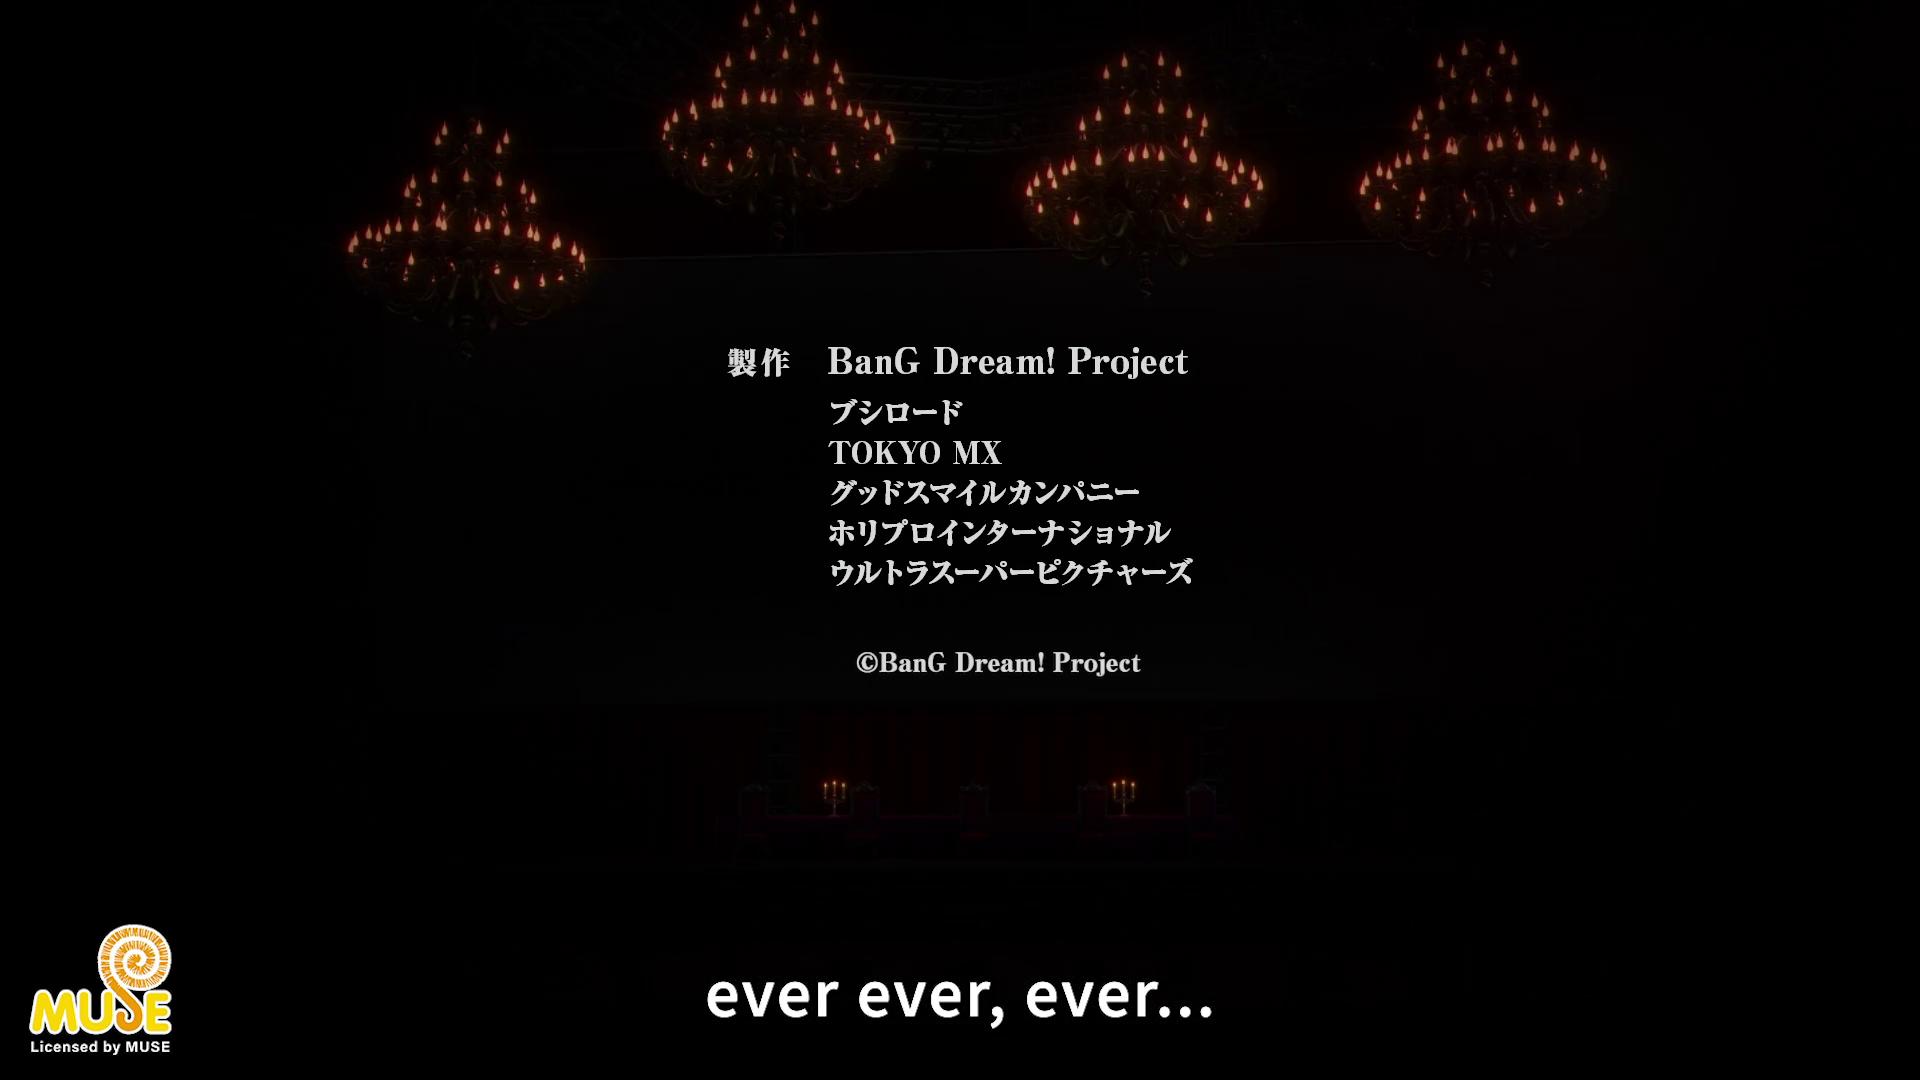 製作 BanG Dream! Project
ブシロード
TOKYO MX
グッドスマイルカンパニー
ホリプロインターナショナル
ウルトラスーパーピクチャーズ
©BanG Dream! Project
ever ever, ever...
MUSE
Licensed by MUSE